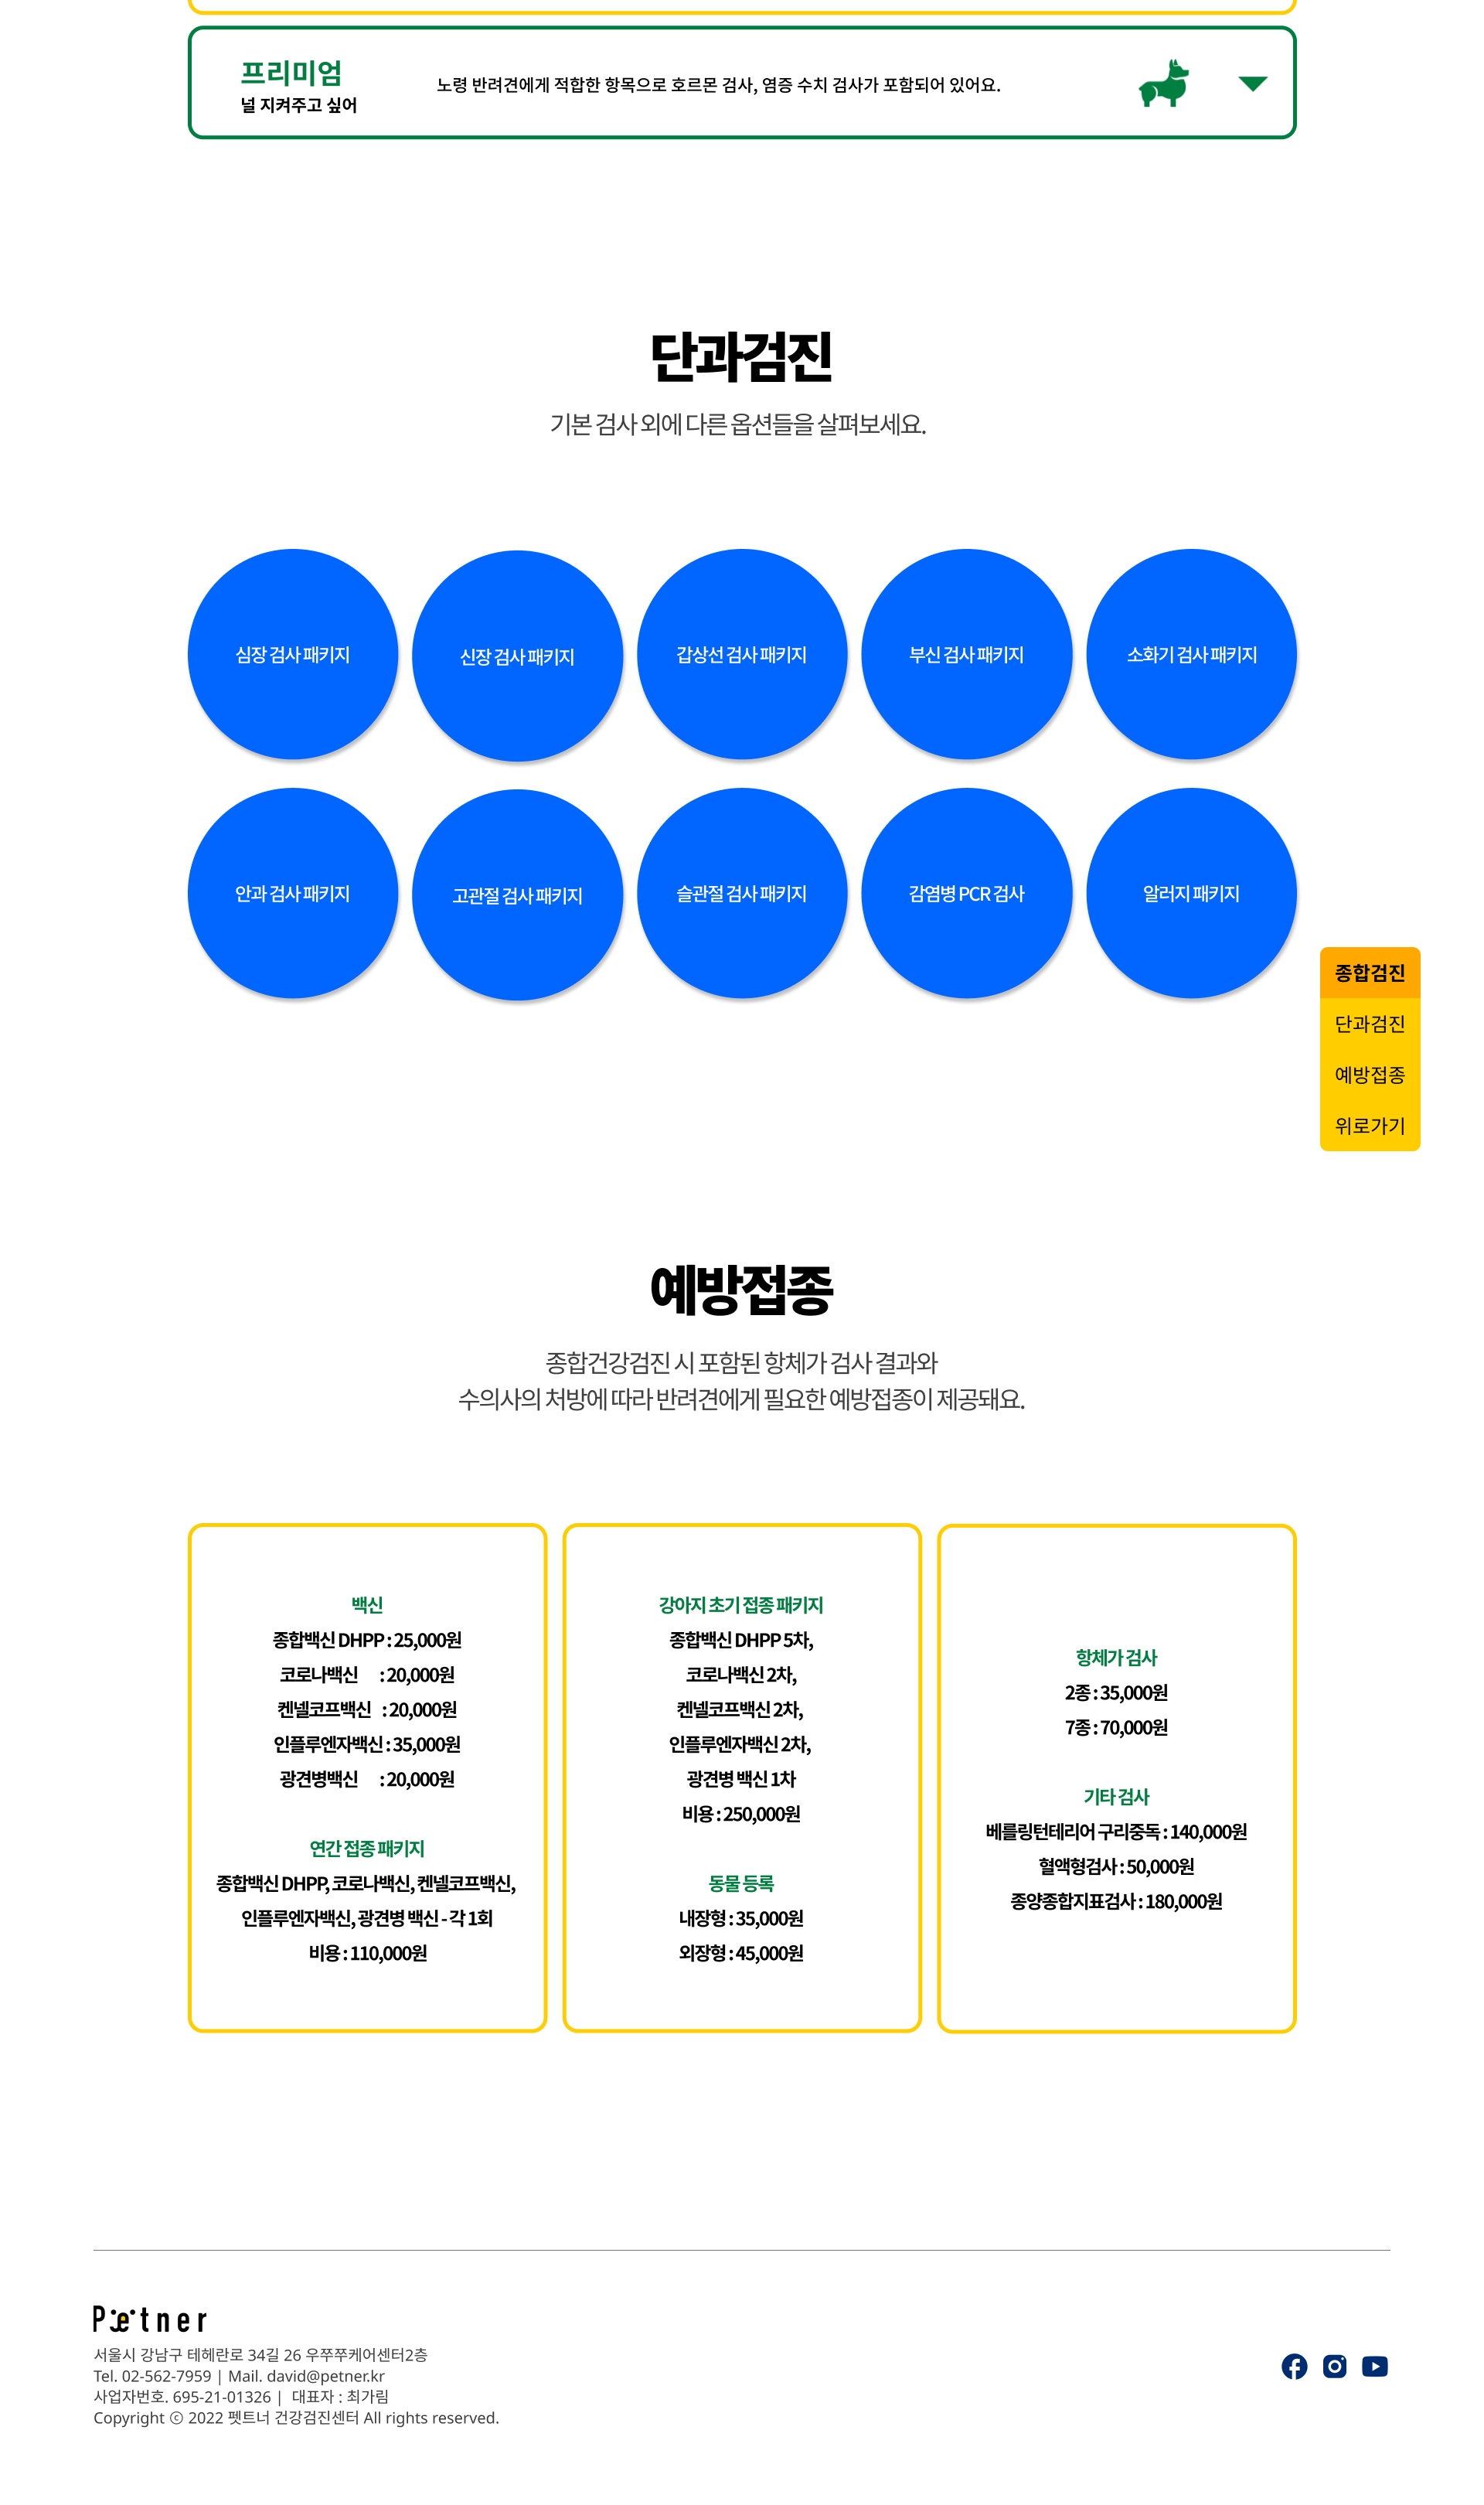 프리미엄
널 지켜주고 싶어
노령 반려견에게 적합한 항목으로 호르몬 검사, 염증 수치 검사가 포함되어 있어요.
단과검진
기본 검사 외에 다른 옵션들을 살펴보세요.
심장 검사 패키지
신장 검사 패키지
갑상선 검사 패키지
부신 검사 패키지
소화기 검사 패키지
안과 검사 패키지
고관절 검사 패키지
슬관절 검사 패키지
감염병 PCR 검사
알러지 패키지
종합검진
단과검진
예방접종
위로가기
예방접종
종합건강검진 시 포함된 항체가 검사 결과와
수의사의 처방에 따라 반려견에게 필요한 예방접종이 제공돼요.
백신
종합백신 DHPP : 25,000원
코로나백신 : 20,000원
켄넬코프백신 : 20,000원
인플루엔자백신 : 35,000원
광견병백신 : 20,000원
연간 접종 패키지
종합백신 DHPP, 코로나백신, 켄넬코프백신,
인플루엔자백신, 광견병 백신 - 각 1회
비용 : 110,000원
강아지 초기 접종 패키지
종합백신 DHPP 5차,
코로나백신 2차,
켄넬코프백신 2차,
인플루엔자백신 2차,
광견병 백신 1차
비용 : 250,000원
동물 등록
내장형 : 35,000원
외장형 : 45,000원
항체가 검사
2종 : 35,000원
7종 : 70,000원
기타 검사
베를링턴테리어 구리중독 : 140,000원
혈액형검사 : 50,000원
종양종합지표검사 : 180,000원
Petner
서울시 강남구 테헤란로 34길 26 우쭈쭈케어센터2층
Tel. 02-562-7959 | Mail. david@petner.kr
사업자번호. 695-21-01326 | 대표자 : 최가림
Copyright ⓒ 2022 펫트너 건강검진센터 All rights reserved.